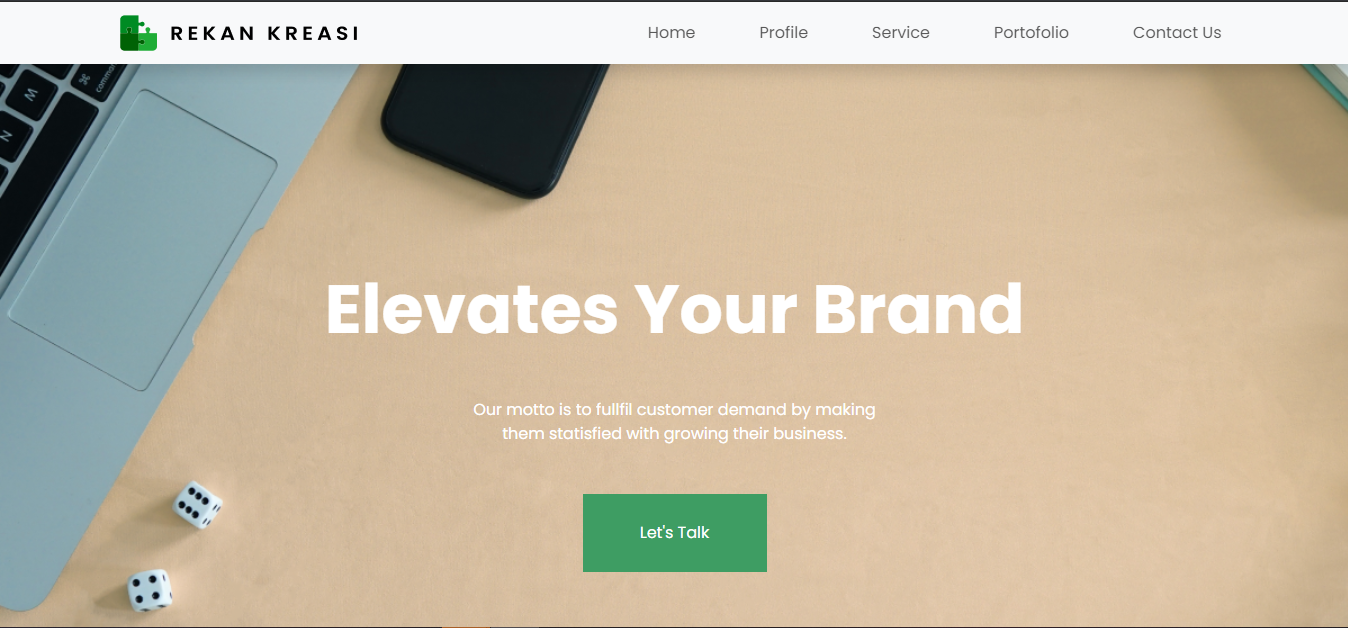 REKAN KREASI
Home Profile Service Portofolio Contact Us
W
N
⌘
comman
Elevates Your Brand
Our motto is to fullfil customer demand by making
them statisfied with growing their business.
Let's Talk